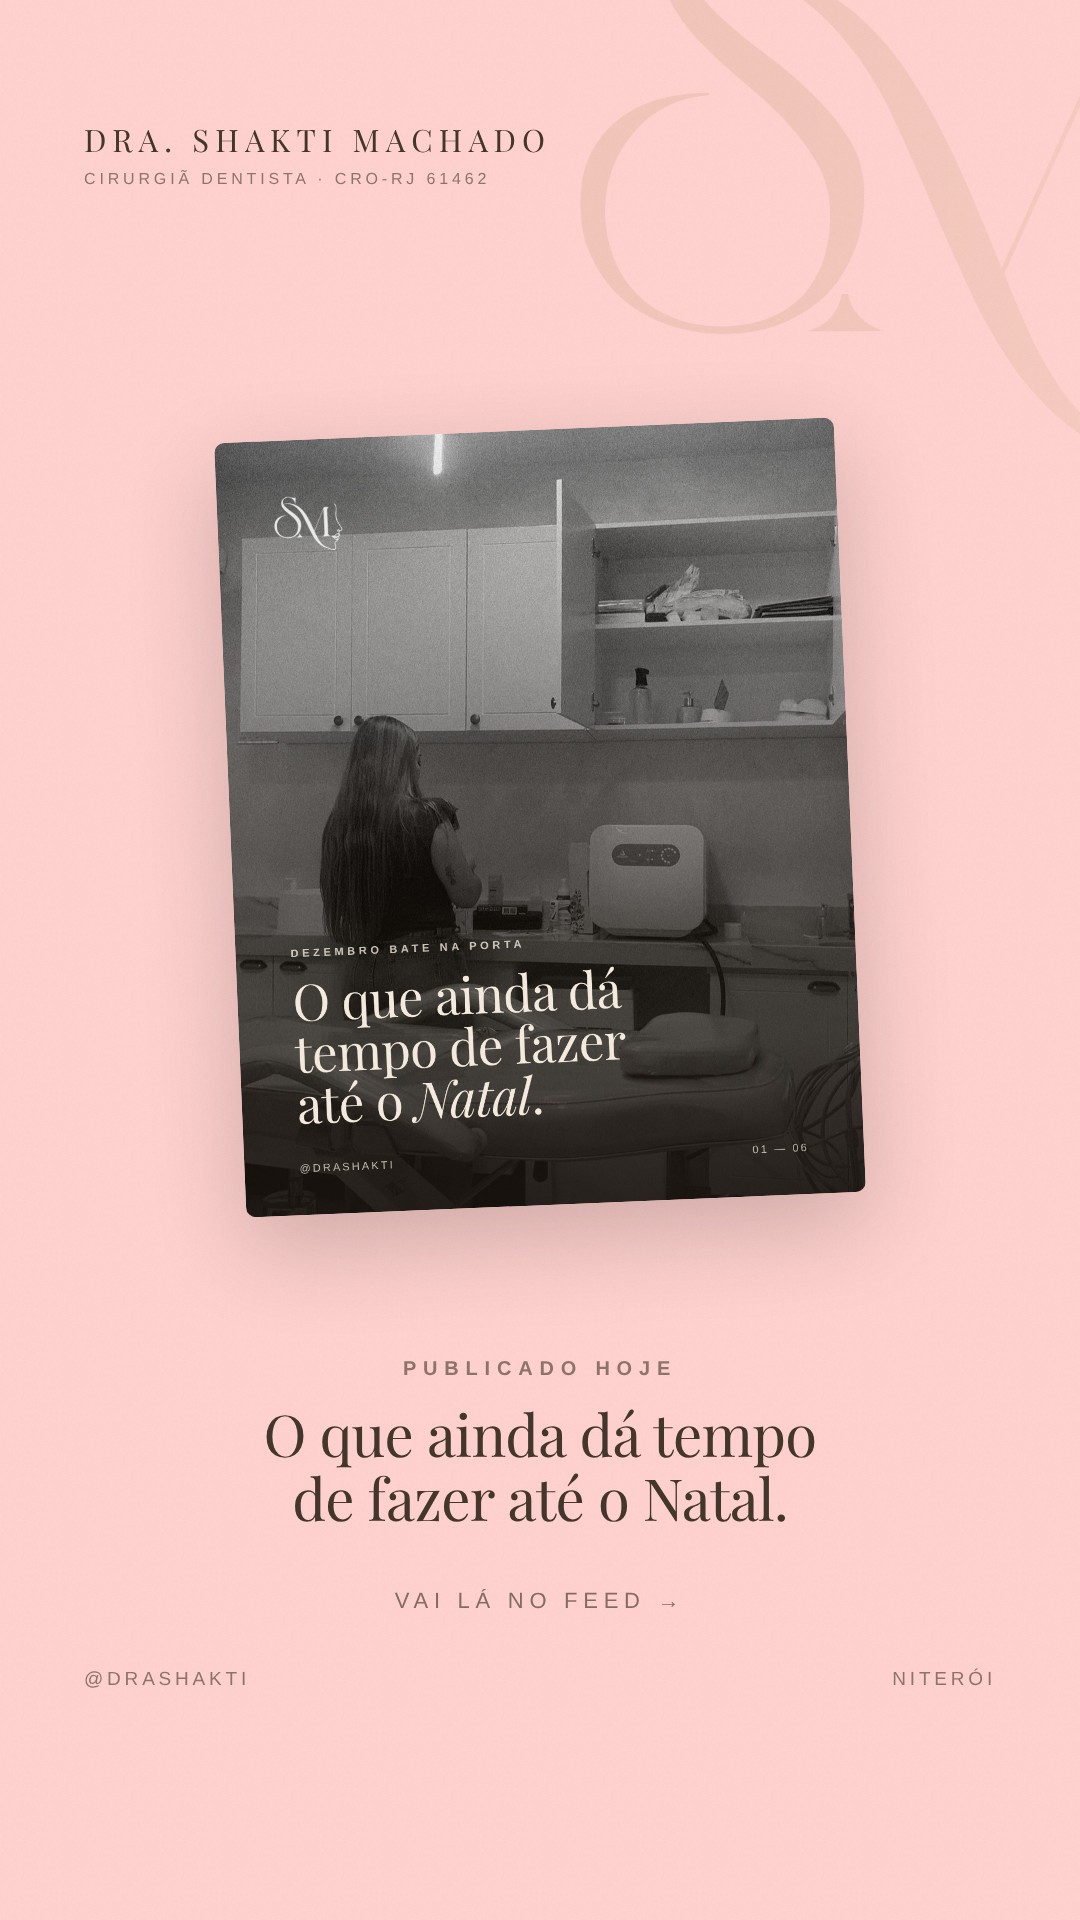 DRA. SHAKTI MACHADO
CIRURGIÃ DENTISTA · CRO-RJ 61462
SM
DEZEMBRO BATE NA PORTA
O que ainda dá
tempo de fazer
até o Natal.
@DRASHAKTI
01 — 06
PUBLICADO HOJE
O que ainda dá tempo
de fazer até o Natal.
VAI LÁ NO FEED →
@DRASHAKTI
NITERÓI